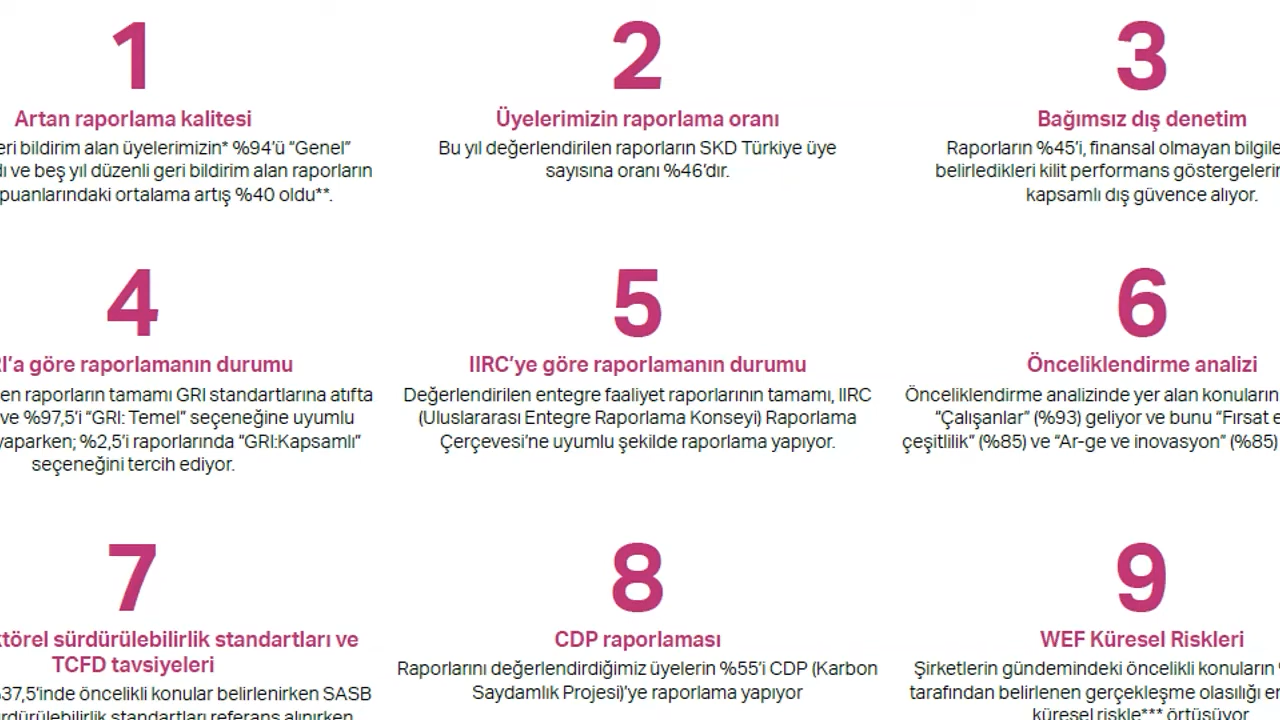 1
Artan raporlama kalitesi
eri bildirim alan üyelerimizin* %94’ü “Genel”
ve beş yıl düzenli geri bildirim alan raporların
puanlarındaki ortalama artış %40 oldu**.
2
Üyelerimizin raporlama oranı
Bu yıl değerlendirilen raporların SKD Türkiye üye
sayısına oranı %46’dır.
3
Bağımsız dış denetim
Raporların %45’i, finansal olmayan bilgile
belirledikleri kilit performans göstergelerin
kapsamlı dış güvence alıyor.
4
I’a göre raporlamanın durumu
en raporların tamamı GRI standartlarına atıfta
ve %97,5’i “GRI: Temel” seçeneğine uyumlu
yaparken; %2,5’i raporlarında “GRI:Kapsamlı”
seçeneğini tercih ediyor.
5
IIRC’ye göre raporlamanın durumu
Değerlendirilen entegre faaliyet raporlarının tamamı, IIRC
(Uluslararası Entegre Raporlama Konseyi) Raporlama
Çerçevesi’ne uyumlu şekilde raporlama yapıyor.
6
Önceliklendirme analizi
Önceliklendirme analizinde yer alan konuların
“Çalışanlar” (%93) geliyor ve bunu “Fırsat e
çeşitlilik” (%85) ve “Ar-ge ve inovasyon” (%85)
7
törel sürdürülebilirlik standartları ve
TCFD tavsiyeleri
37,5’inde öncelikli konular belirlenirken SASB
rdürülebilirlik standartları referans alınırken
8
CDP raporlaması
Raporlarını değerlendirdiğimiz üyelerin %55’i CDP (Karbon
Saydamlık Projesi)’ye raporlama yapıyor
9
WEF Küresel Riskleri
Şirketlerin gündemindeki öncelikli konuların
tarafından belirlenen gerçekleşme olasılığı en
küresel riskle*** örtüşüyor